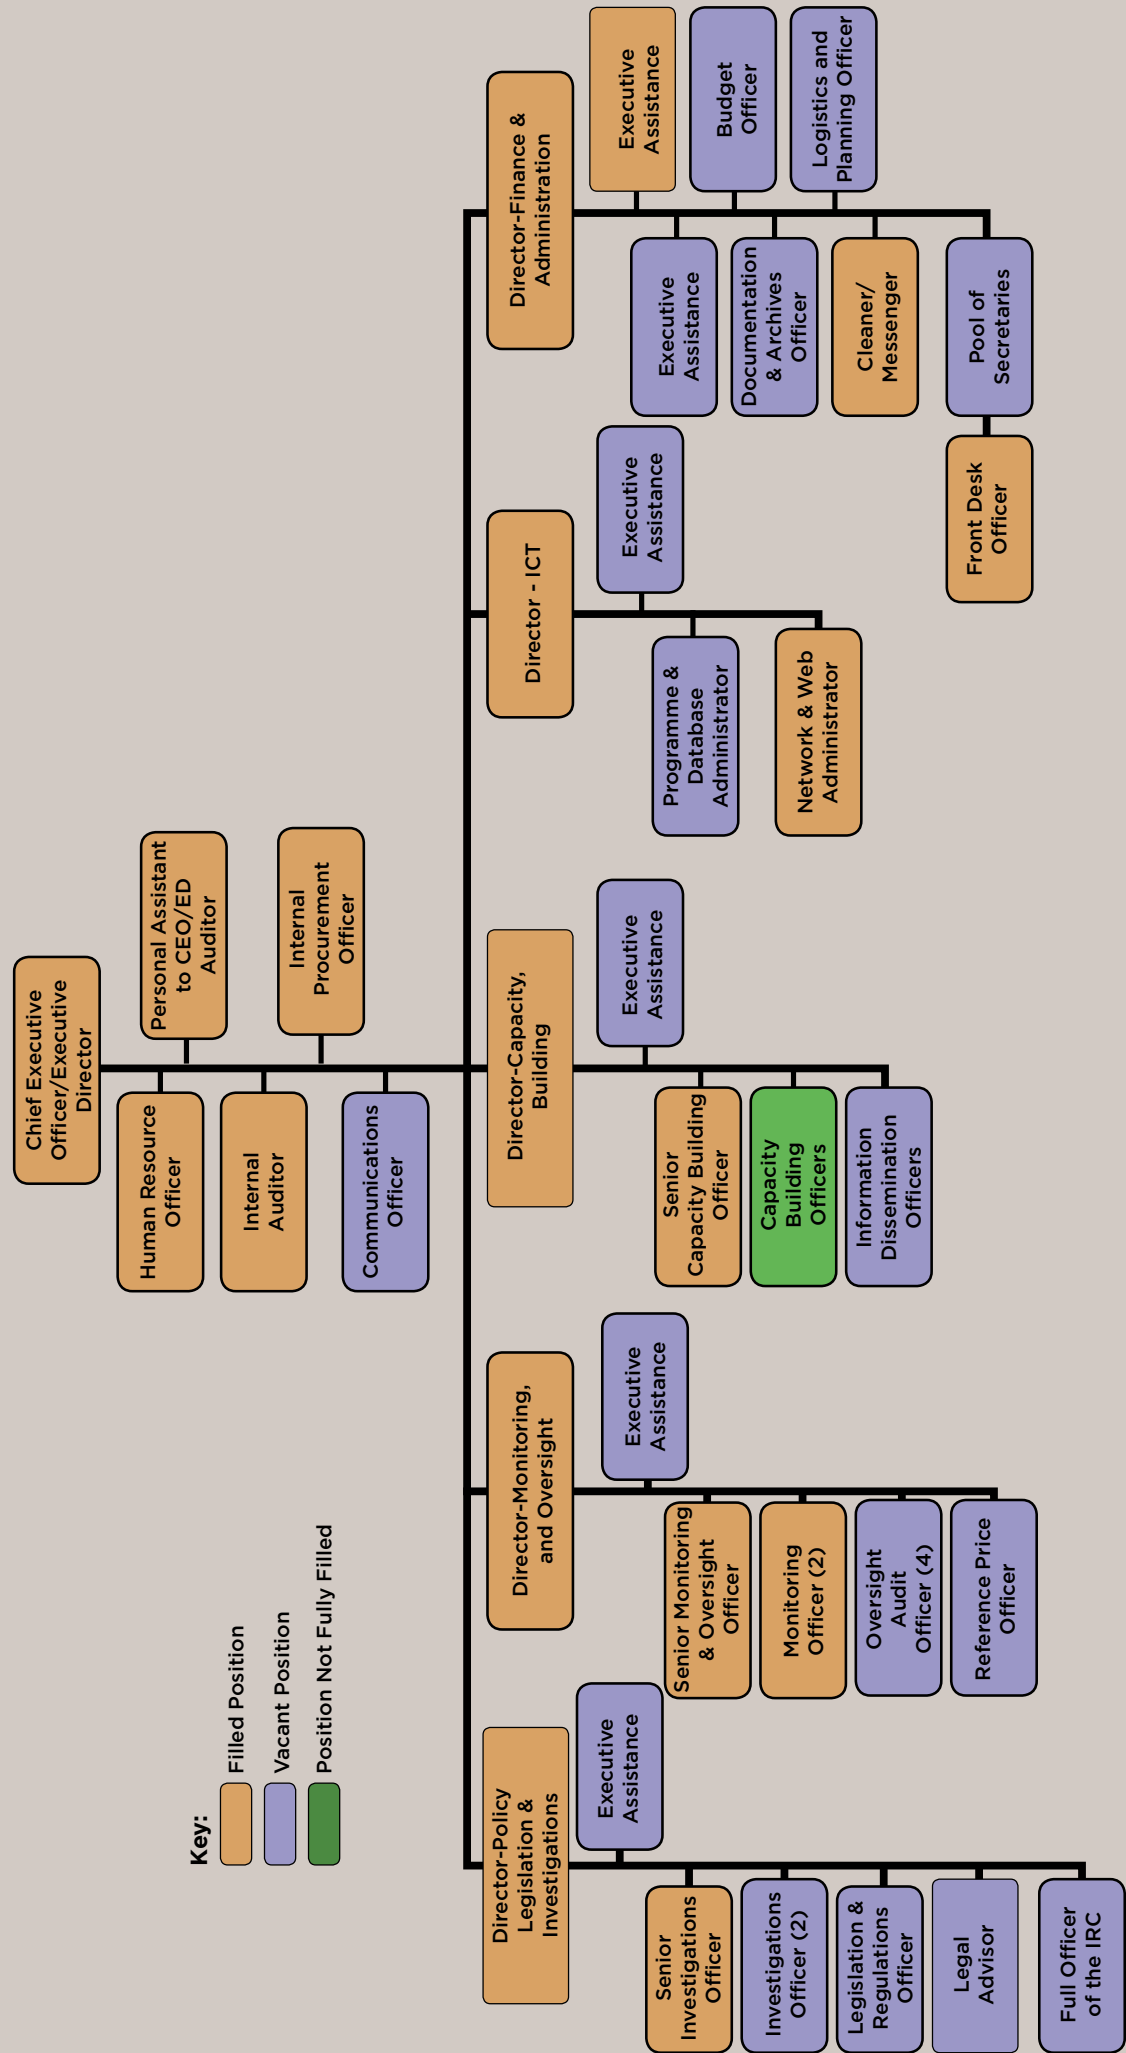 Chief Executive
Officer/Executive
Director
Human Resource
Officer
Personal Assistant
to CEO/ED
Auditor
Internal
Auditor
Internal
Procurement
Officer
Communications
Officer
Key:
Filled Position
Vacant Position
Position Not Fully Filled
Director-Policy
Legislation &
Investigations
Executive
Assistance
Senior
Investigations
Officer
Investigations
Officer (2)
Legislation &
Regulations
Officer
Legal
Advisor
Full Officer
of the IRC
Director-Monitoring,
and Oversight
Executive
Assistance
Senior Monitoring
& Oversight
Officer
Monitoring
Officer (2)
Oversight
Audit
Officer (4)
Reference Price
Officer
Director-Capacity,
Building
Executive
Assistance
Senior
Capacity Building
Officer
Capacity
Building
Officers
Information
Dissemination
Officers
Director - ICT
Executive
Assistance
Programme &
Database
Administrator
Network & Web
Administrator
Director-Finance &
Administration
Executive
Assistance
Executive
Assistance
Budget
Officer
Documentation
& Archives
Officer
Logistics and
Planning Officer
Cleaner/
Messenger
Pool of
Secretaries
Front Desk
Officer